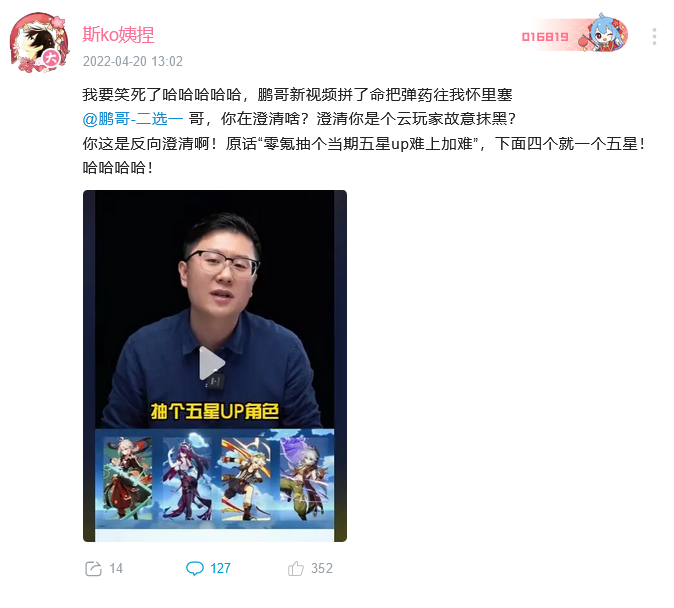 斯ko姨捏
016819
2022-04-20 13:02
我要笑死了哈哈哈哈哈，鹏哥新视频拼了命把弹药往我怀里塞
@鹏哥-二选一 哥，你在澄清啥？澄清你是个云玩家故意抹黑？
你这是反向澄清啊！原话“零氪抽个当期五星up难上加难”，下面四个就一个五星！
哈哈哈哈！
抽个五星UP角色
14
127
352